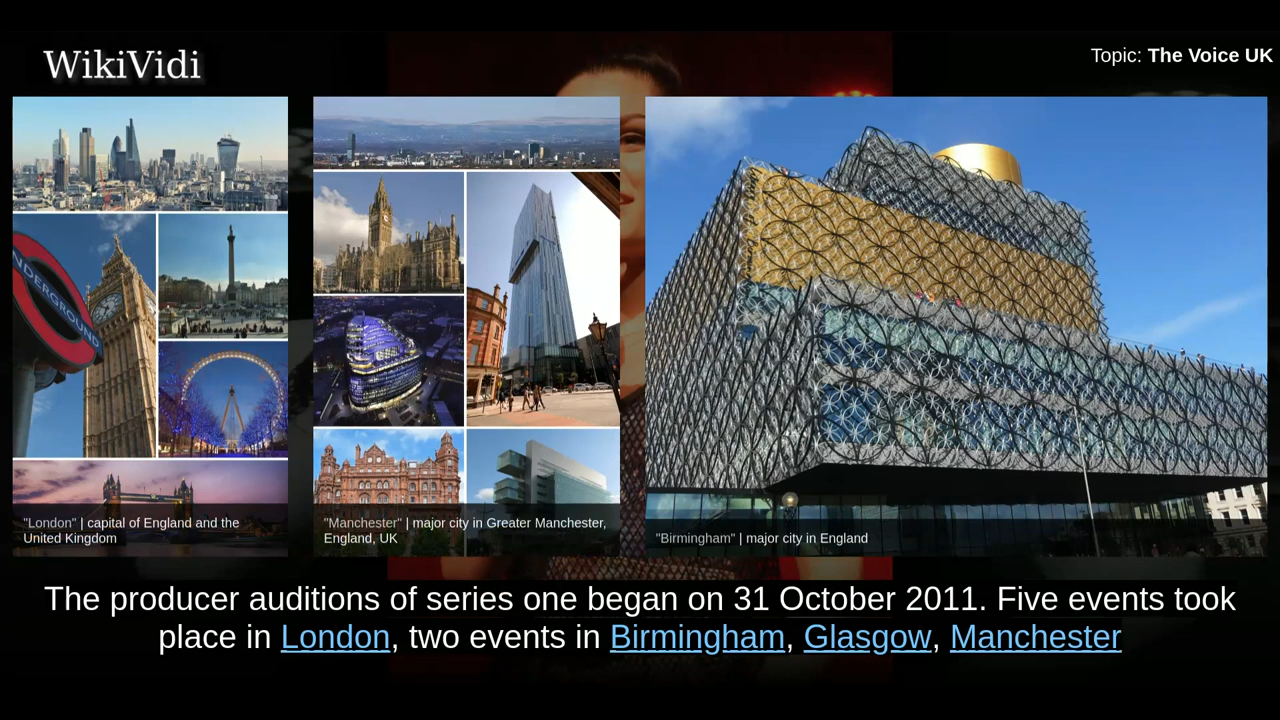 WikiVidi
Topic: The Voice UK
NDERGROUND
"London" | capital of England and the
United Kingdom
"Manchester" | major city in Greater Manchester,
England, UK
"Birmingham" | major city in England
The producer auditions of series one began on 31 October 2011. Five events took
place in London, two events in Birmingham, Glasgow, Manchester